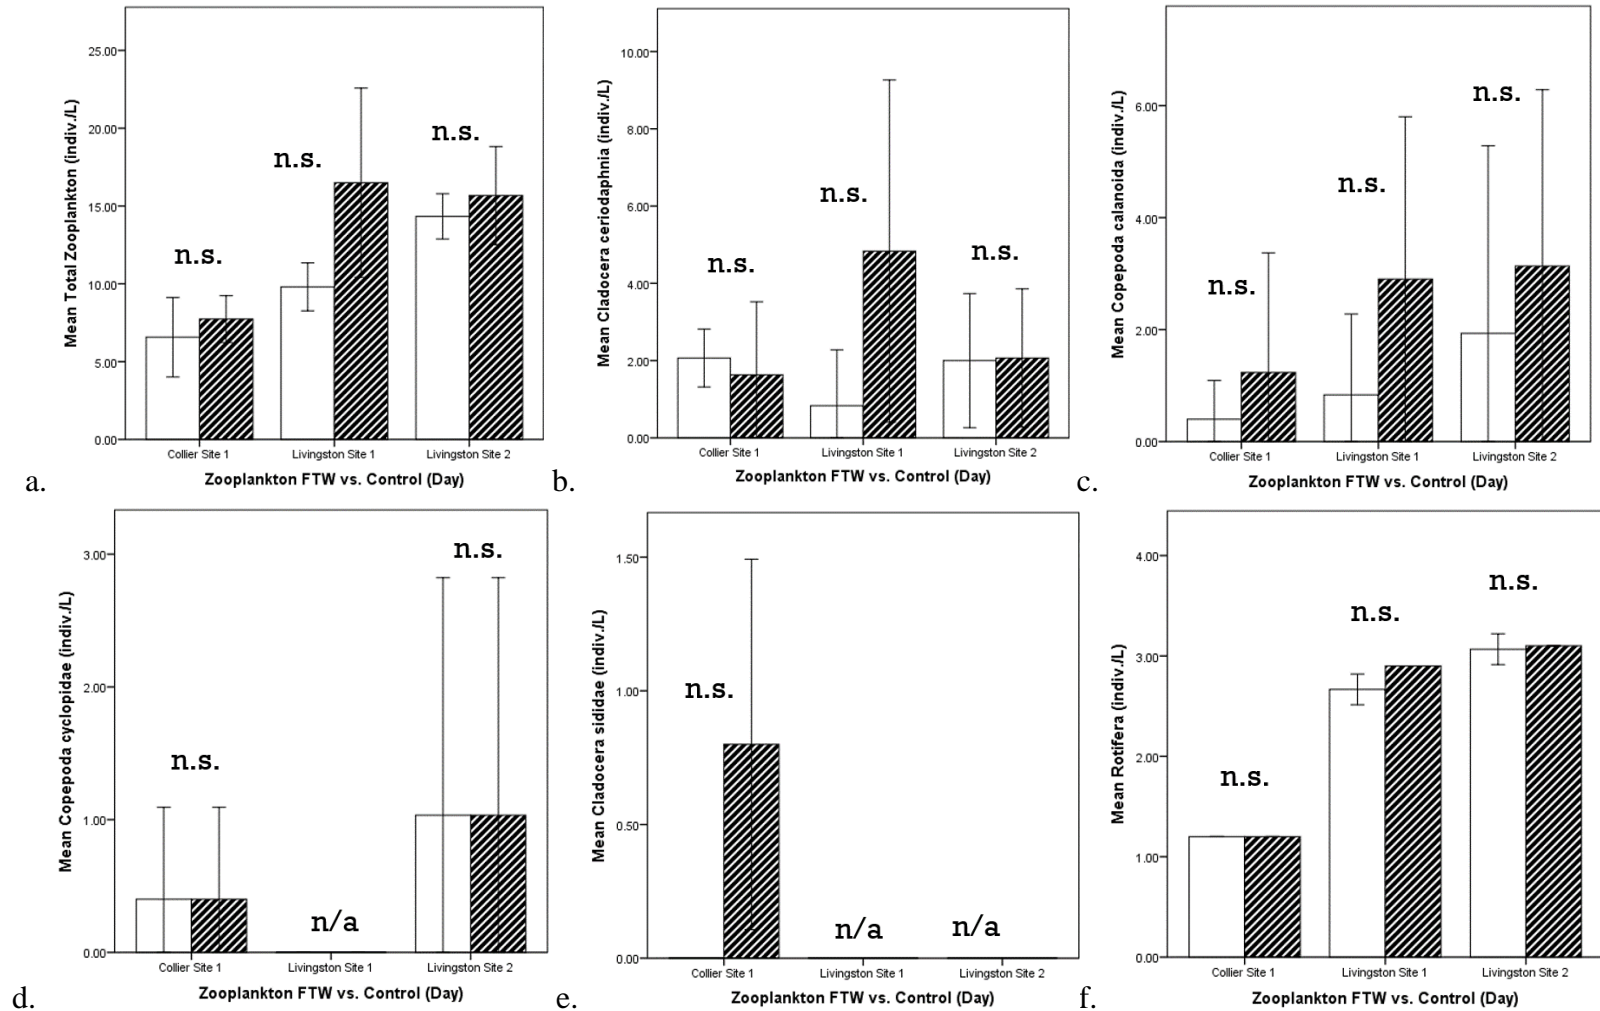 Mean Total Zooplankton (indiv./L)
25.00
20.00
15.00
10.00
5.00
0.00
n.s.
n.s.
n.s.
Collier Site 1
Livingston Site 1
Livingston Site 2
Zooplankton FTW vs. Control (Day)
a.
Mean Cladocera ceriodaphnia (indiv./L)
10.00
8.00
6.00
4.00
2.00
0.00
n.s.
n.s.
n.s.
Collier Site 1
Livingston Site 1
Livingston Site 2
Zooplankton FTW vs. Control (Day)
b.
Mean Copepoda calanoida (indiv./L)
6.00
4.00
2.00
0.00
n.s.
n.s.
n.s.
Collier Site 1
Livingston Site 1
Livingston Site 2
Zooplankton FTW vs. Control (Day)
c.
Mean Copepoda cyclopidae (indiv./L)
3.00
2.00
1.00
0.00
n.s.
n/a
n.s.
Collier Site 1
Livingston Site 1
Livingston Site 2
Zooplankton FTW vs. Control (Day)
d.
Mean Cladocera sididae (indiv./L)
1.50
1.00
0.50
0.00
n.s.
n/a
n/a
Collier Site 1
Livingston Site 1
Livingston Site 2
Zooplankton FTW vs. Control (Day)
e.
Mean Rotifera (indiv./L)
4.00
3.00
2.00
1.00
0.00
n.s.
n.s.
n.s.
Collier Site 1
Livingston Site 1
Livingston Site 2
Zooplankton FTW vs. Control (Day)
f.